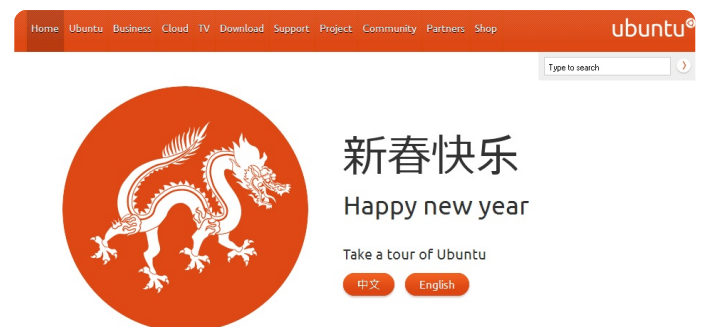 Home Ubuntu Business Cloud TV Download Support Project Community Partners Shop
ubuntu®
Type to search
新春快乐
Happy new year
Take a tour of Ubuntu
中文 English